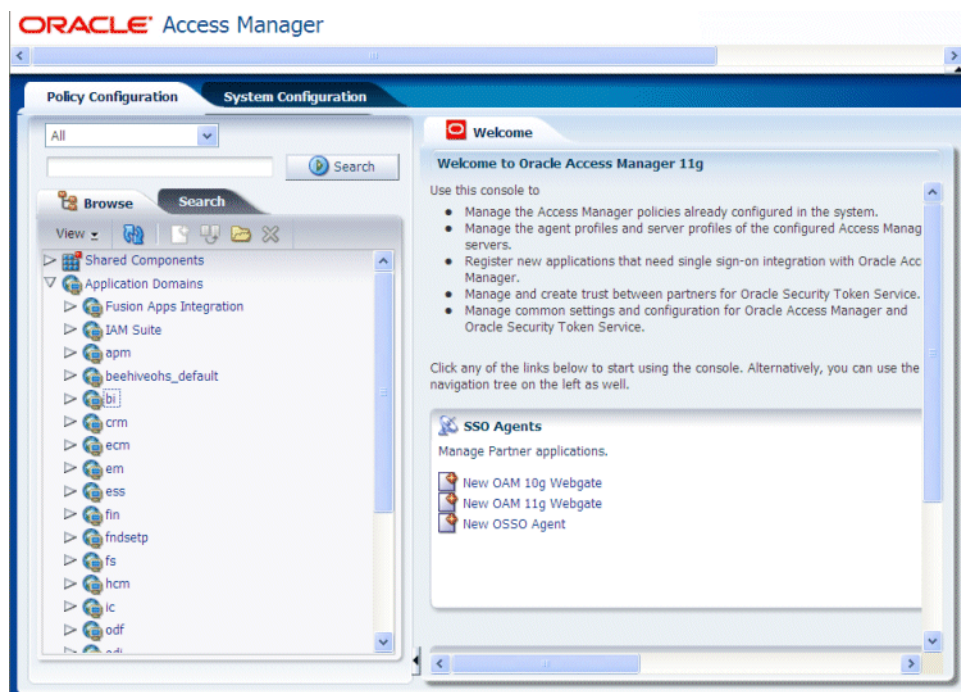 ORACLE Access Manager
Policy Configuration
System Configuration
All
Search
Browse
Search
View
Shared Components
Application Domains
Fusion Apps Integration
IAM Suite
apm
beehiveohs_default
bi
crm
ecm
em
ess
fin
fndsetp
fs
hcm
ic
odf
Welcome
Welcome to Oracle Access Manager 11g
Use this console to
Manage the Access Manager policies already configured in the system.
Manage the agent profiles and server profiles of the configured Access Manag
servers.
Register new applications that need single sign-on integration with Oracle Acc
Manager.
Manage and create trust between partners for Oracle Security Token Service.
Manage common settings and configuration for Oracle Access Manager and
Oracle Security Token Service.
Click any of the links below to start using the console. Alternatively, you can use the
navigation tree on the left as well.
SSO Agents
Manage Partner applications.
New OAM 10g Webgate
New OAM 11g Webgate
New OSSO Agent